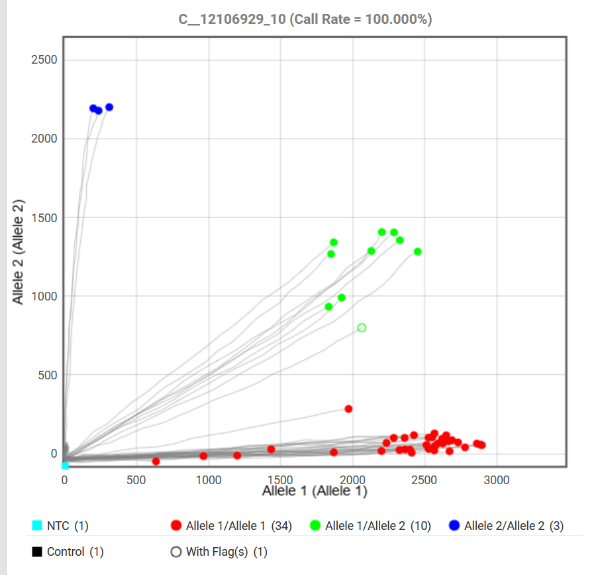 C__12106929_10 (Call Rate = 100.000%)
2500
2000
1500
1000
500
0
Allele 2 (Allele 2)
0 500 1000 1500 2000 2500 3000
Allele 1 (Allele 1)
NTC (1) Allele 1/Allele 1 (34) Allele 1/Allele 2 (10) Allele 2/Allele 2 (3)
Control (1) With Flag(s) (1)